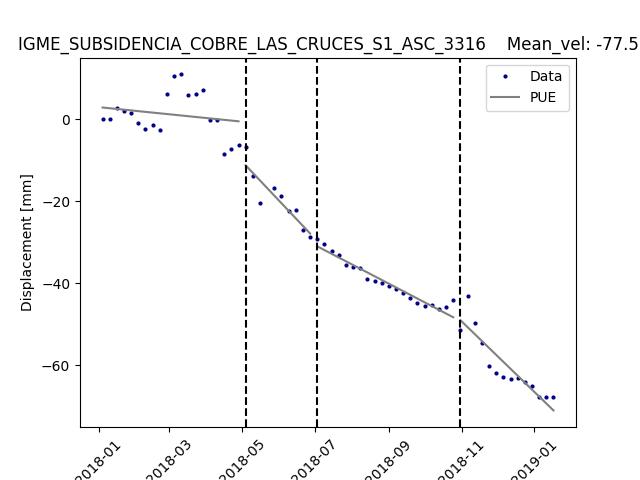 IGME_SUBSIDENCIA_COBRE_LAS_CRUCES_S1_ASC_3316 Mean_vel: -77.5
Data
PUE
Displacement [mm]
0
−20
−40
−60
2018-01
2018-03
2018-05
2018-07
2018-09
2018-11
2019-01